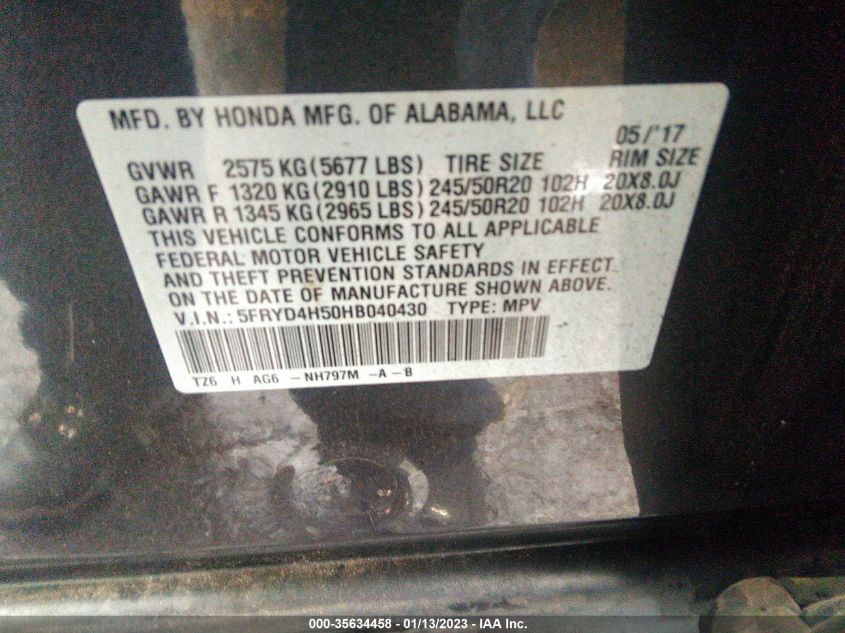 MFD. BY HONDA MFG. OF ALABAMA, LLC
05/'17
GVWR 2575 KG(5677 LBS) TIRE SIZE RIM SIZE
GAWR F 1320 KG(2910 LBS) 245/50R20 102H 20X8.0J
GAWR R 1345 KG(2965 LBS) 245/50R20 102H 20X8.0J
THIS VEHICLE CONFORMS TO ALL APPLICABLE
FEDERAL MOTOR VEHICLE SAFETY
AND THEFT PREVENTION STANDARDS IN EFFECT
ON THE DATE OF MANUFACTURE SHOWN ABOVE.
V.I.N.: 5FRYD4H50HB040430 TYPE: MPV
TZ6 H AG6 -NH797M -A -B
000-35634458 - 01/13/2023 - IAA Inc.